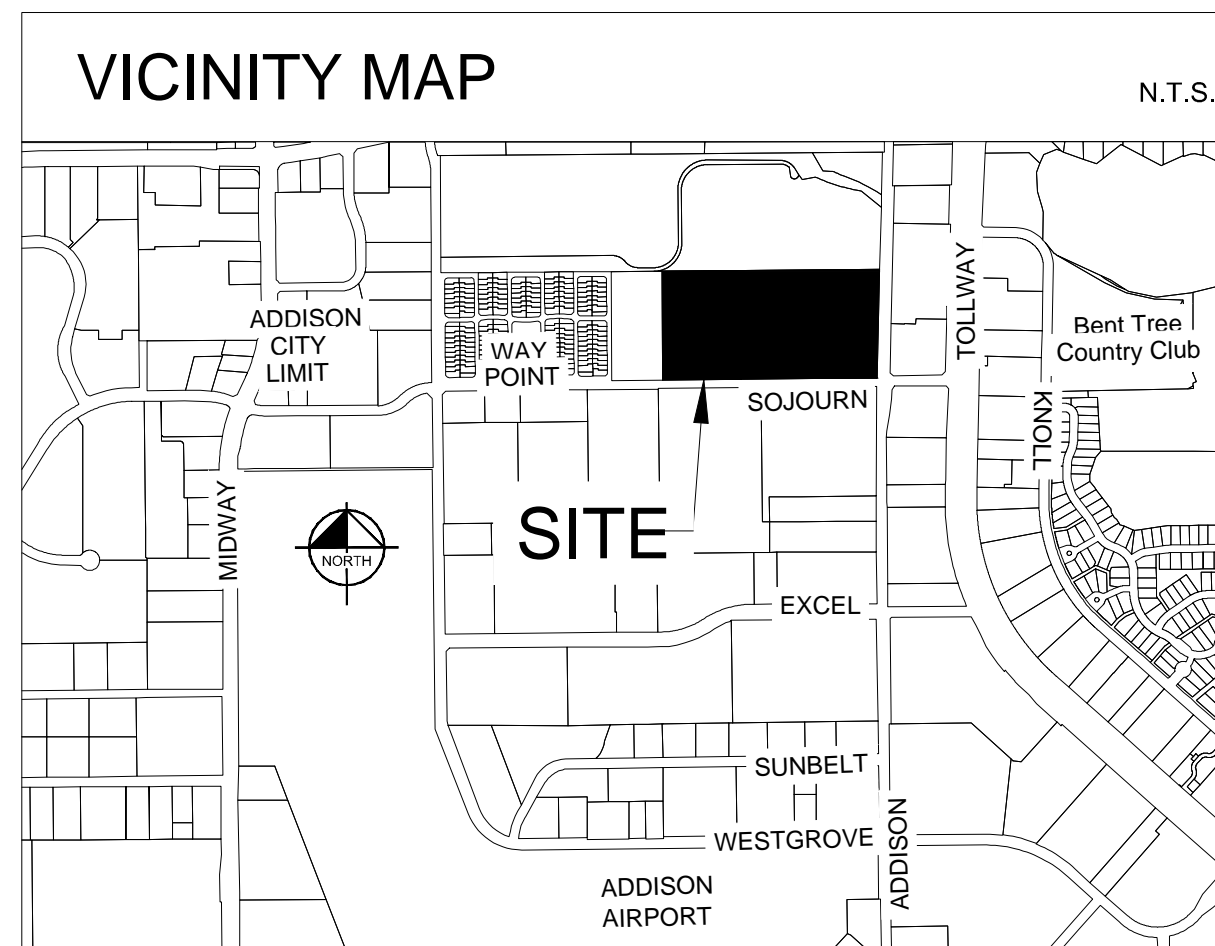 VICINITY MAP
N.T.S.
TOLLWAY
ADDISON
CITY
LIMIT
WAY
POINT
Bent Tree
Country Club
SOJOURN
KNOLL
MIDWAY
SITE
NORTH
EXCEL
SUNBELT
WESTGROVE
ADDISON
ADDISON
AIRPORT